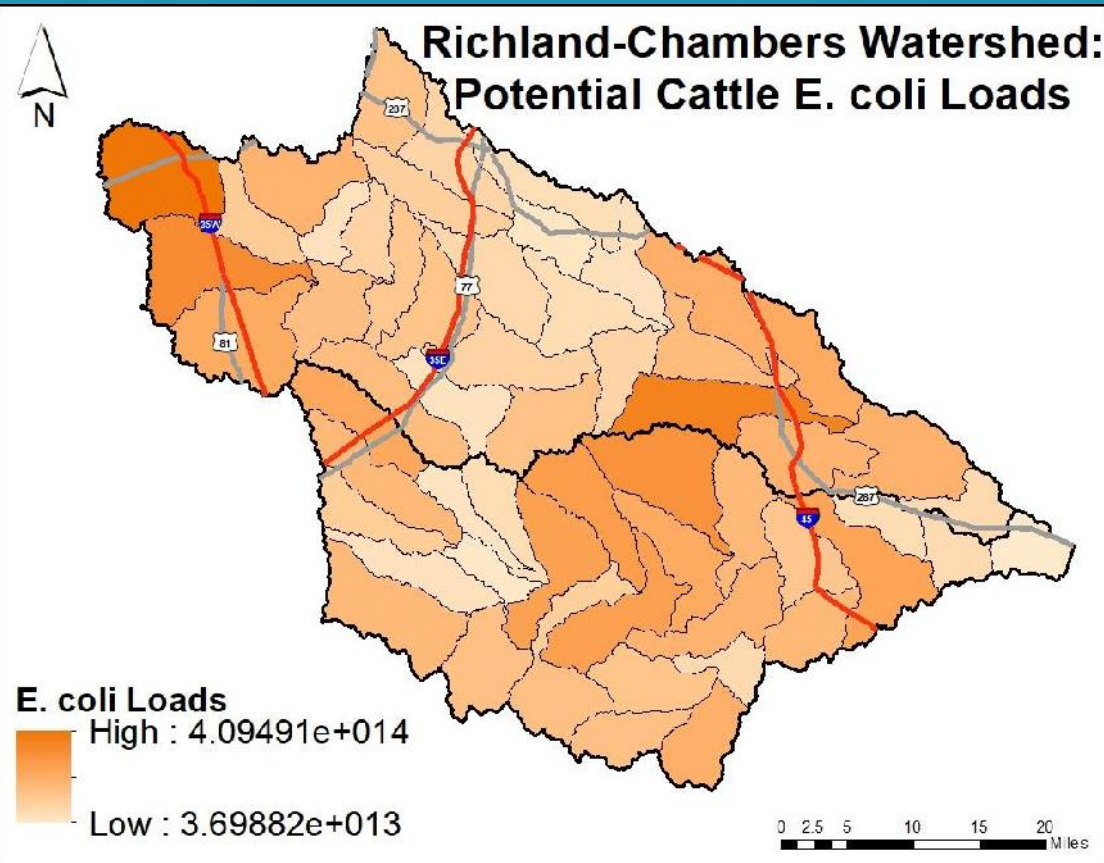 Richland-Chambers Watershed:
Potential Cattle E. coli Loads
N
287
35W
77
81
35E
287
45
E. coli Loads
High : 4.09491e+014
Low : 3.69882e+013
0 2.5 5 10 15 20
Miles